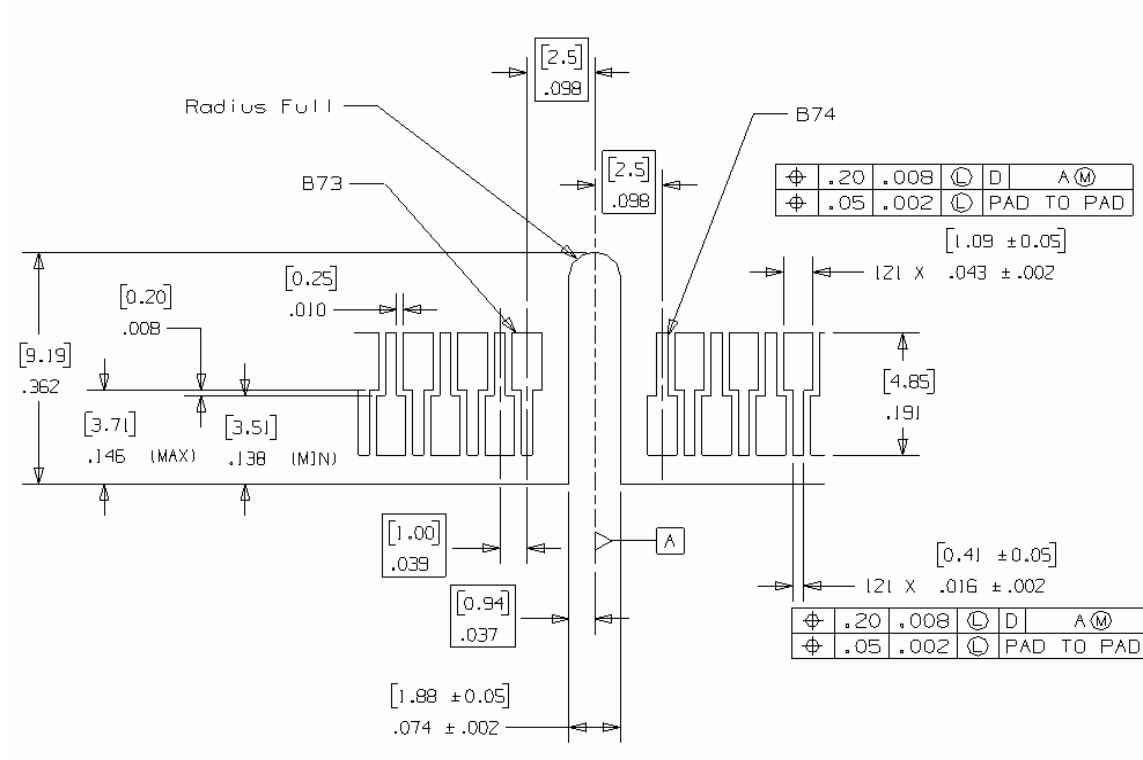 [2.5]
.098
Radius Full
B74
[2.5]
.098
B73
⌖ .20 .008 Ⓛ D A Ⓜ
⌖ .05 .002 Ⓛ PAD TO PAD
[1.09 ±0.05]
121 X .043 ±.002
[0.25]
.010
[0.20]
.008
[9.19]
.362
[4.85]
.191
[3.71]
.146 (MAX)
[3.51]
.138 (MIN)
[1.00]
.039
A
[0.41 ±0.05]
121 X .016 ±.002
[0.94]
.037
⌖ .20 .008 Ⓛ D A Ⓜ
⌖ .05 .002 Ⓛ PAD TO PAD
[1.88 ±0.05]
.074 ±.002